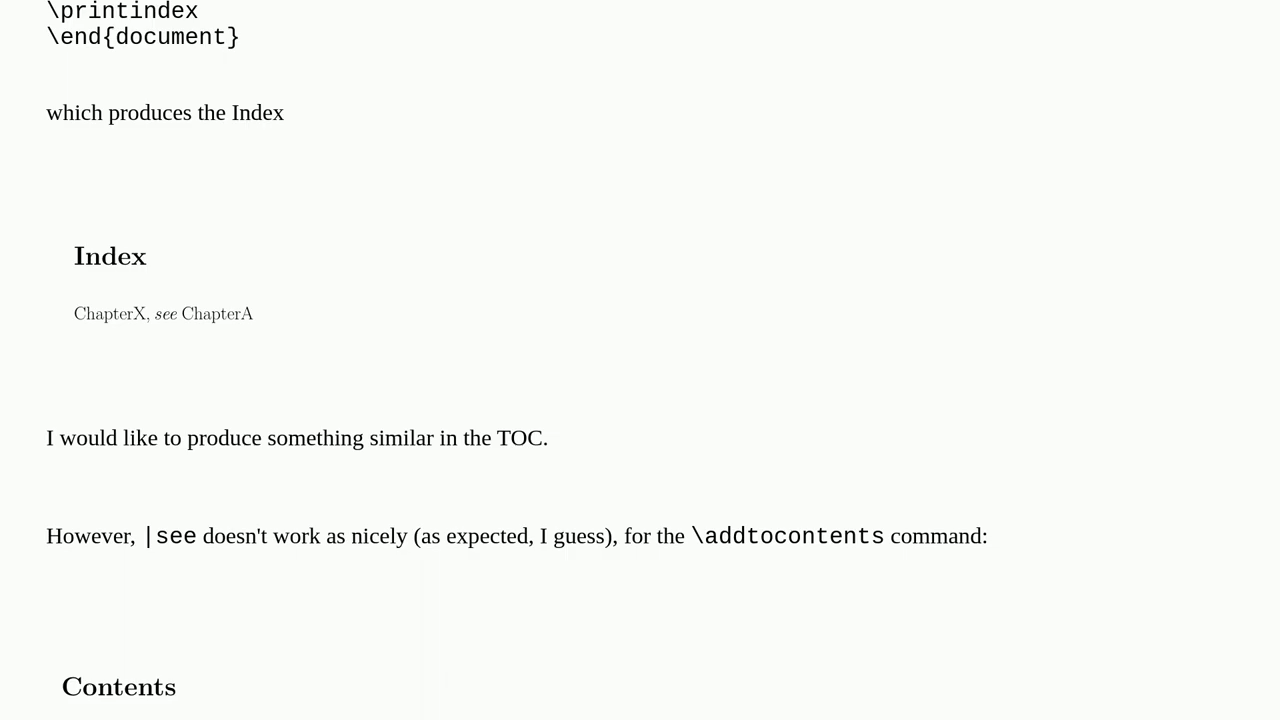 \printindex
\end{document}
which produces the Index
Index
ChapterX, see ChapterA
I would like to produce something similar in the TOC.
However, |see doesn't work as nicely (as expected, I guess), for the \addtocontents command:
Contents